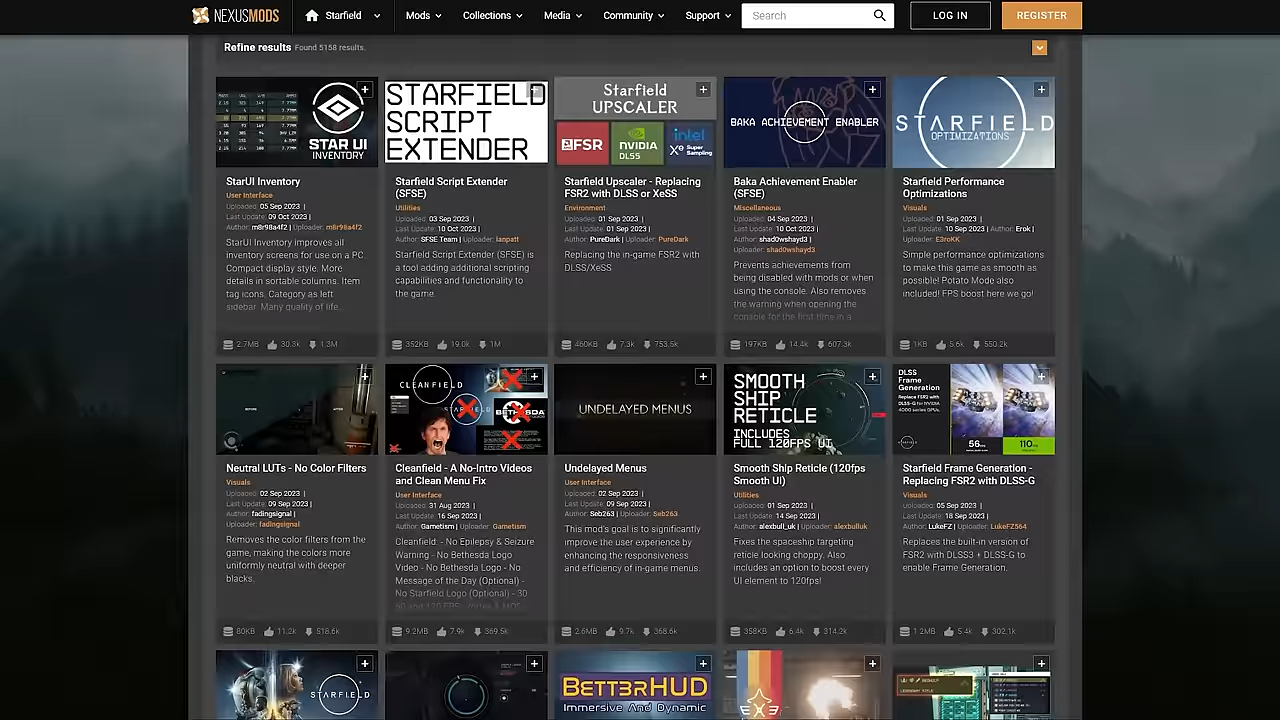 NEXUSMODS
Starfield
Mods
Collections
Media
Community
Support
Search
LOG IN
REGISTER
Refine results Found 5158 results.
STAR UI
INVENTORY
StarUI Inventory
User Interface
Uploaded: 05 Sep 2023 |
Last Update: 09 Oct 2023 |
Author: m8r98a4f2 | Uploader: m8r98a4f2
StarUI Inventory improves all
inventory screens for use on a PC.
Compact display style. More
details in sortable columns. Item
tag icons. Category as left
sidebar. Many quality of life...
2.7MB 30.3k 1.3M
STARFIELD
SCRIPT
EXTENDER
Starfield Script Extender
(SFSE)
Utilities
Uploaded: 03 Sep 2023 |
Last Update: 10 Oct 2023 |
Author: SFSE Team | Uploader: ianpatt
Starfield Script Extender (SFSE) is
a tool adding additional scripting
capabilities and functionality to
the game.
352KB 19.0k 1M
Starfield
UPSCALER
FSR
NVIDIA
DLSS
intel
Xe Super
Sampling
Starfield Upscaler - Replacing
FSR2 with DLSS or XeSS
Environment
Uploaded: 01 Sep 2023 |
Last Update: 01 Sep 2023 |
Author: PureDark | Uploader: PureDark
Replacing the in-game FSR2 with
DLSS/XeSS
460KB 7.3k 753.5k
BAKA ACHIEVEMENT ENABLER
Baka Achievement Enabler
(SFSE)
Miscellaneous
Uploaded: 04 Sep 2023 |
Last Update: 10 Oct 2023 |
Author: shad0wshayd3 |
Uploader: shad0wshayd3
Prevents achievements from
being disabled with mods or when
using the console. Also removes
the warning when opening the
console for the first time in a
197KB 14.4k 607.3k
STARFIELD
OPTIMIZATIONS
Starfield Performance
Optimizations
Visuals
Uploaded: 01 Sep 2023 |
Last Update: 10 Sep 2023 | Author: Erok |
Uploader: E3roKK
Simple performance optimizations
to make this game as smooth as
possible! Potato Mode also
included! FPS boost here we go!
1KB 5.6k 550.2k
BEFORE
AFTER
Neutral LUTs - No Color Filters
Visuals
Uploaded: 02 Sep 2023 |
Last Update: 09 Sep 2023 |
Author: fadingsignal |
Uploader: fadingsignal
Removes the color filters from the
game, making the colors more
uniformly neutral with deeper
blacks.
80KB 11.2k 518.6k
CLEANFIELD
STARFIELD
BETHESDA
Cleanfield - A No-Intro Videos
and Clean Menu Fix
User Interface
Uploaded: 31 Aug 2023 |
Last Update: 16 Sep 2023 |
Author: Gametism | Uploader: Gametism
Cleanfield: - No Epilepsy & Seizure
Warning - No Bethesda Logo
Video - No Bethesda Logo - No
Message of the Day (Optional) -
No Starfield Logo (Optional) - 30
9.2MB 7.9k 369.5k
UNDELAYED MENUS
Undelayed Menus
User Interface
Uploaded: 02 Sep 2023 |
Last Update: 09 Sep 2023 |
Author: Seb263 | Uploader: Seb263
This mod's goal is to significantly
improve the user experience by
enhancing the responsiveness
and efficiency of in-game menus.
2.6MB 9.7k 368.6k
SMOOTH
SHIP
RETICLE
INCLUDES
FULL 120FPS UI
Smooth Ship Reticle (120fps
Smooth UI)
Utilities
Uploaded: 01 Sep 2023 |
Last Update: 14 Sep 2023 |
Author: alexbull_uk | Uploader: alexbulluk
Fixes the spaceship targeting
reticle looking choppy. Also
includes an option to boost every
UI element to 120fps!
358KB 6.4k 314.2k
DLSS
Frame
Generation
Replace FSR2 with
DLSS-G for NVIDIA
4000 series GPUs.
56
110
Starfield Frame Generation -
Replacing FSR2 with DLSS-G
Visuals
Uploaded: 05 Sep 2023 |
Last Update: 18 Sep 2023 |
Author: LukeFZ | Uploader: LukeFZ564
Replaces the built-in version of
FSR2 with DLSS3 + DLSS-G to
enable Frame Generation.
1.2MB 5.4k 302.1k
STARFIELD
BETT3RHUD
Immersive And Dynamic